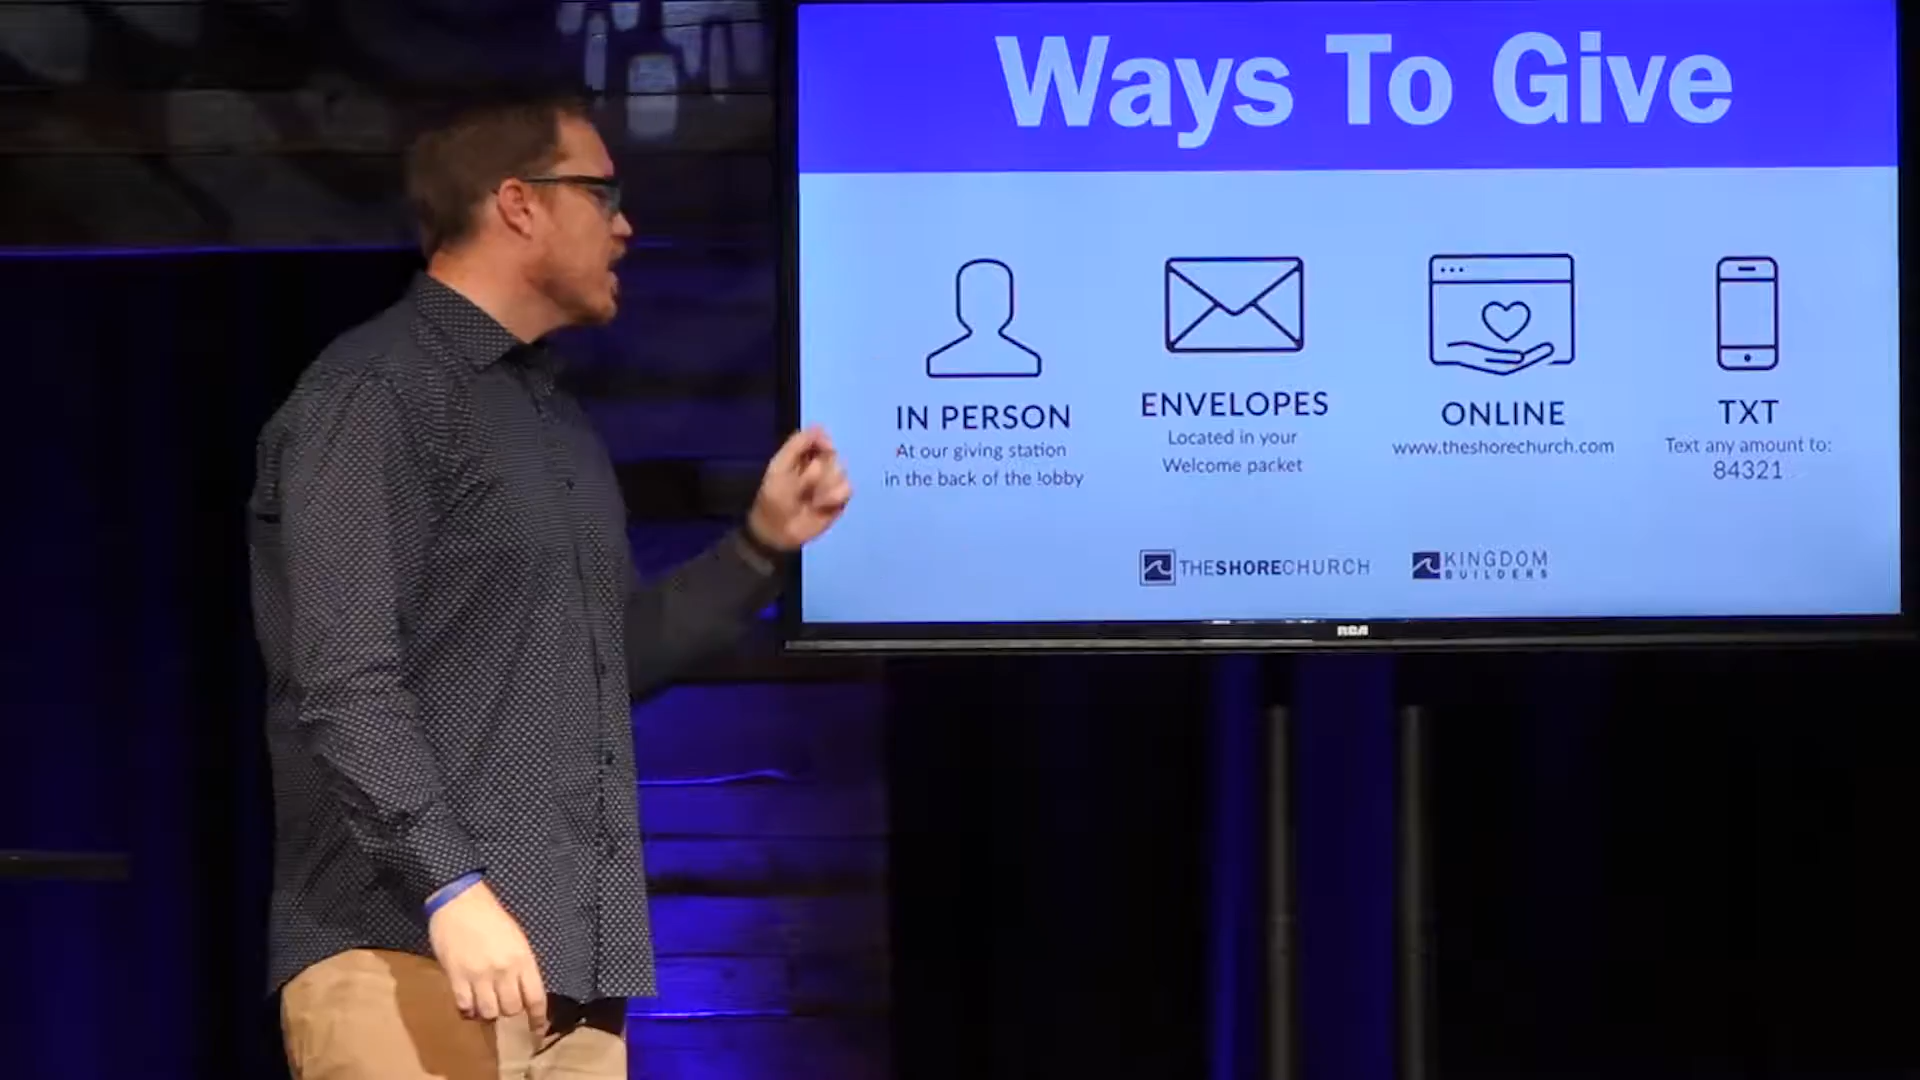 Ways To Give
IN PERSON
At our giving station
in the back of the lobby
ENVELOPES
Located in your
Welcome packet
ONLINE
www.theshorechurch.com
TXT
Text any amount to:
84321
THESHORECHURCH
KINGDOM
BUILDERS
RCA